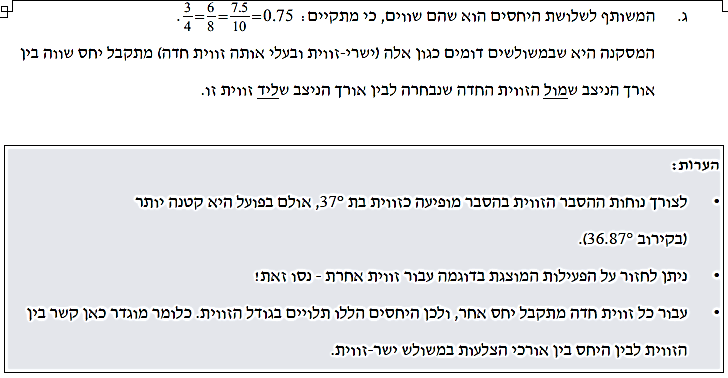 ג. המשותף לשלושת היחסים הוא שהם שווים, כי מתקיים: 3/4 = 6/8 = 7.5/10 = 0.75.
המסקנה היא שבמשולשים דומים כגון אלה (ישרי-זווית ובעלי אותה זווית חדה) מתקבל יחס שווה בין
אורך הניצב שמול הזווית החדה שנבחרה לבין אורך הניצב שליד זווית זו.
הערות:
• לצורך נוחות ההסבר הזווית בהסבר מופיעה כזווית בת 37°, אולם בפועל היא קטנה יותר
(בקירוב 36.87°).
• ניתן לחזור על הפעילות המוצגת בדוגמה עבור זווית אחרת - נסו זאת!
• עבור כל זווית חדה מתקבל יחס אחר, ולכן היחסים הללו תלויים בגודל הזווית. כלומר מוגדר כאן קשר בין
הזווית לבין היחס בין אורכי הצלעות במשולש ישר-זווית.